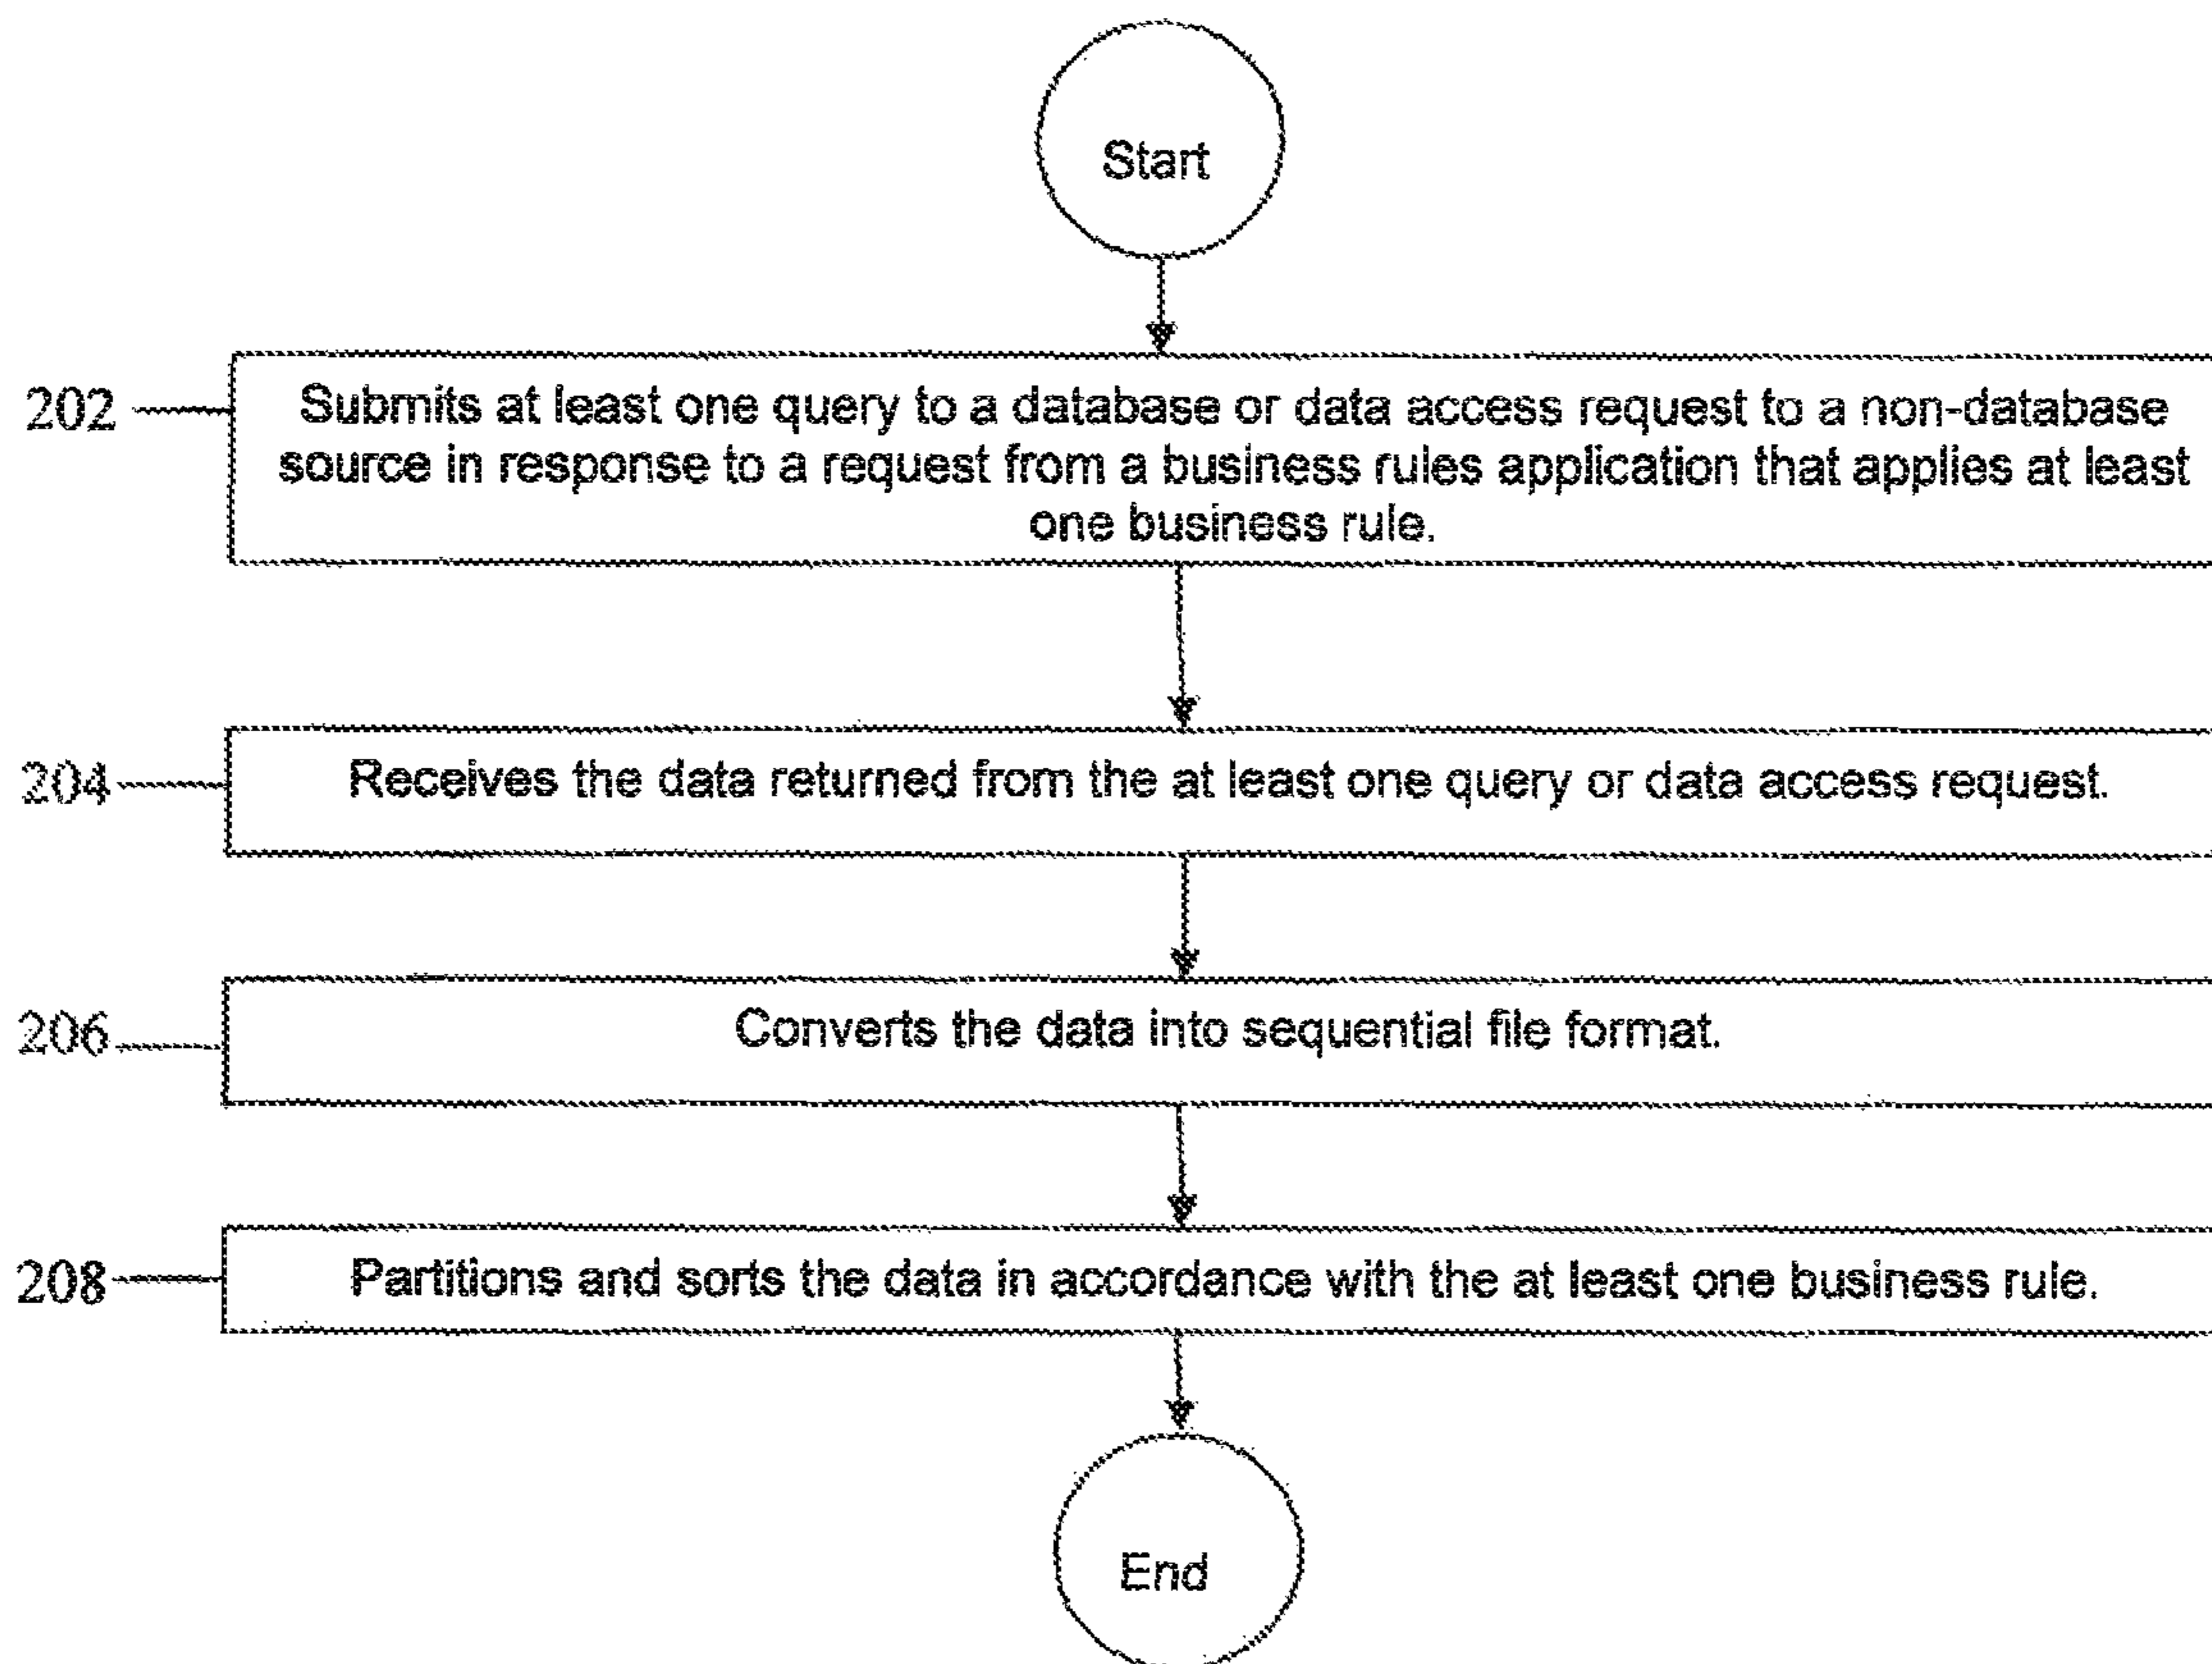 Start
202
Submits at least one query to a database or data access request to a non-database
source in response to a request from a business rules application that applies at least
one business rule.
204
Receives the data returned from the at least one query or data access request.
206
Converts the data into sequential file format.
208
Partitions and sorts the data in accordance with the at least one business rule.
End